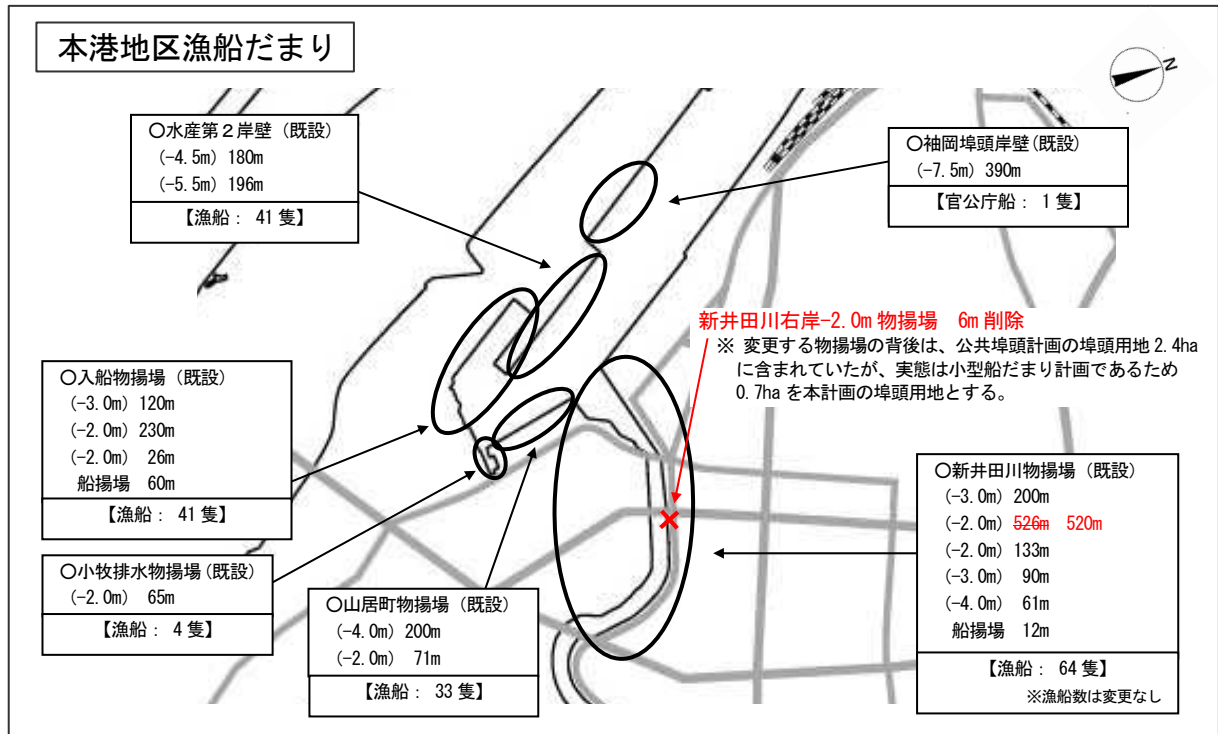 本港地区漁船だまり
N
○水産第２岸壁（既設）
(-4.5m) 180m
(-5.5m) 196m
【漁船： 41 隻】
○袖岡埠頭岸壁(既設)
(-7.5m) 390m
【官公庁船： 1 隻】
新井田川右岸-2.0m 物揚場　6m 削除
※ 変更する物揚場の背後は、公共埠頭計画の埠頭用地 2.4ha
に含まれていたが、実態は小型船だまり計画であるため
0.7ha を本計画の埠頭用地とする。
○入船物揚場（既設）
(-3.0m) 120m
(-2.0m) 230m
(-2.0m) 26m
船揚場 60m
【漁船： 41 隻】
○小牧排水物揚場(既設)
(-2.0m) 65m
【漁船： 4 隻】
○山居町物揚場（既設）
(-4.0m) 200m
(-2.0m) 71m
【漁船： 33 隻】
○新井田川物揚場（既設）
(-3.0m) 200m
(-2.0m) 526m 520m
(-2.0m) 133m
(-3.0m) 90m
(-4.0m) 61m
船揚場 12m
【漁船： 64 隻】
※漁船数は変更なし